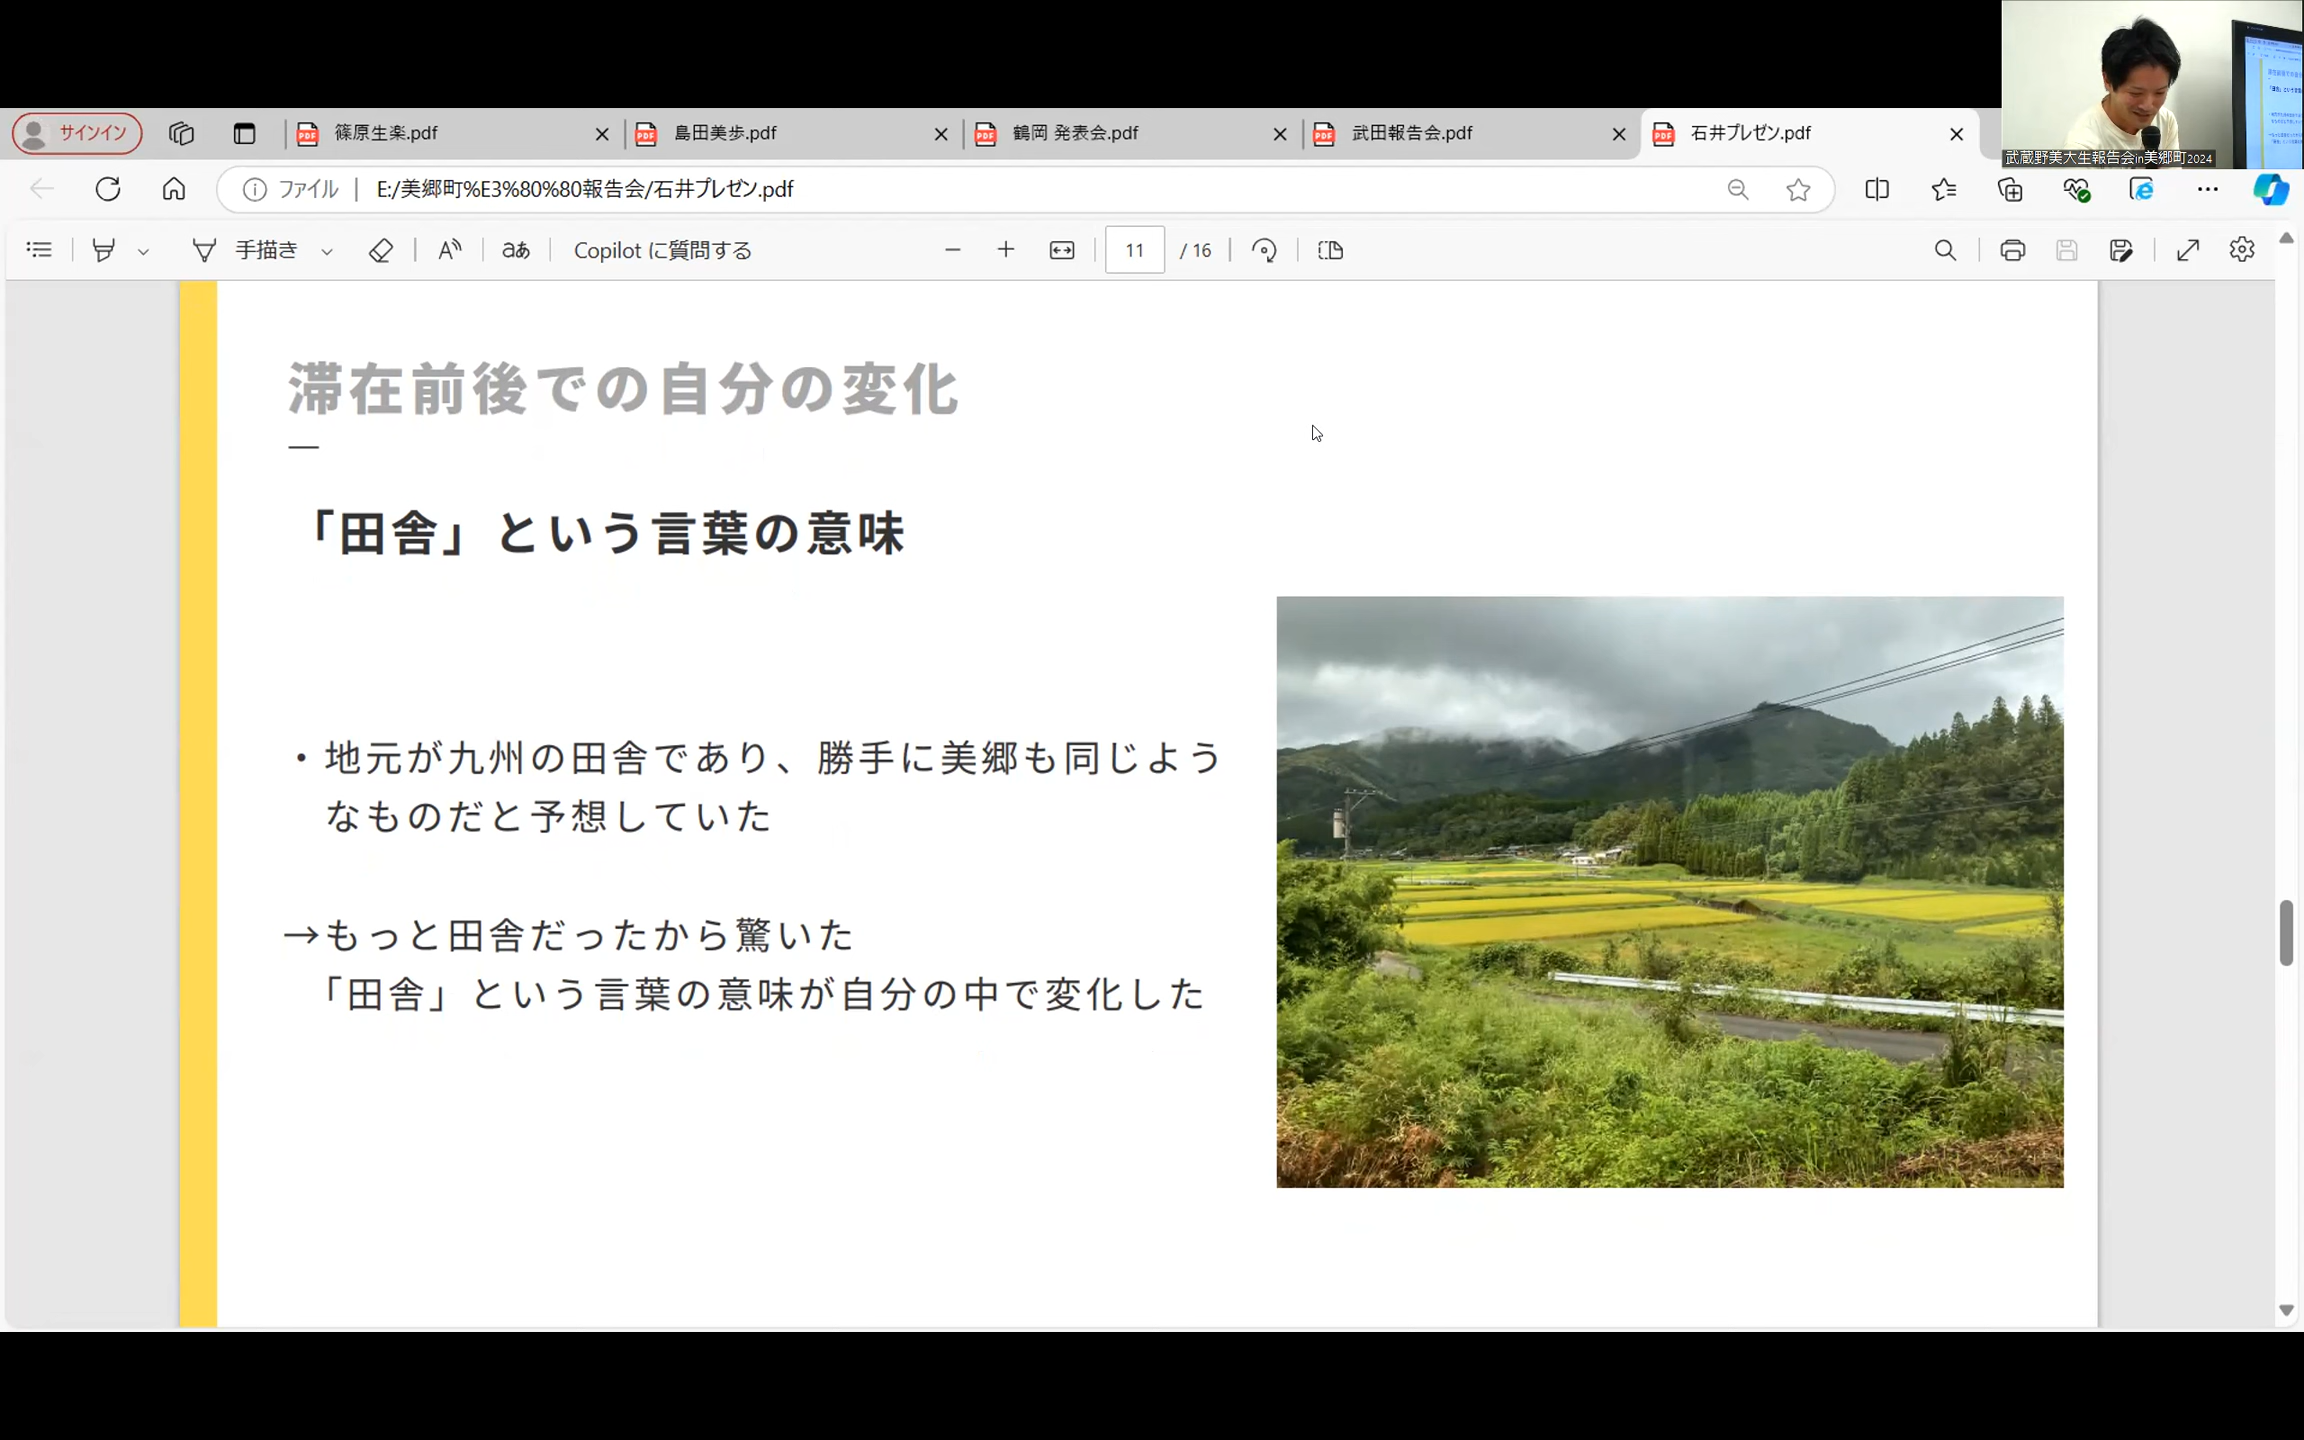 サインイン
篠原生楽.pdf
島田美歩.pdf
鶴岡 発表会.pdf
武田報告会.pdf
石井プレゼン.pdf
武蔵野美大生報告会in美郷町2024
ファイル
E:/美郷町%E3%80%80報告会/石井プレゼン.pdf
手描き
aあ
Copilot に質問する
11 / 16
滞在前後での自分の変化
「田舎」という言葉の意味
・地元が九州の田舎であり、勝手に美郷も同じよう
なものだと予想していた
→もっと田舎だったから驚いた
「田舎」という言葉の意味が自分の中で変化した